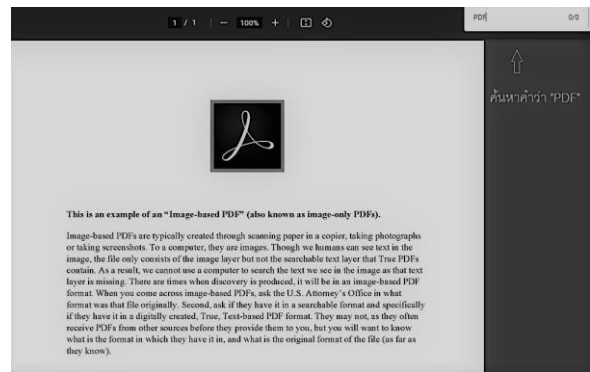 1 / 1 | − 100% + |
PDF 0/0
ค้นหาคำว่า "PDF"
This is an example of an “Image-based PDF” (also known as image-only PDFs).
Image-based PDFs are typically created through scanning paper in a copier, taking photographs
or taking screenshots. To a computer, they are images. Though we humans can see text in the
image, the file only consists of the image layer but not the searchable text layer that True PDFs
contain. As a result, we cannot use a computer to search the text we see in the image as that text
layer is missing. There are times when discovery is produced, it will be in an image-based PDF
format. When you come across image-based PDFs, ask the U.S. Attorney’s Office in what
format was that file originally. Second, ask if they have it in a searchable format and specifically
if they have it in a digitally created, True, Text-based PDF format. They may not, as they often
receive PDFs from other sources before they provide them to you, but you will want to know
what is the format in which they have it in, and what is the original format of the file (as far as
they know).